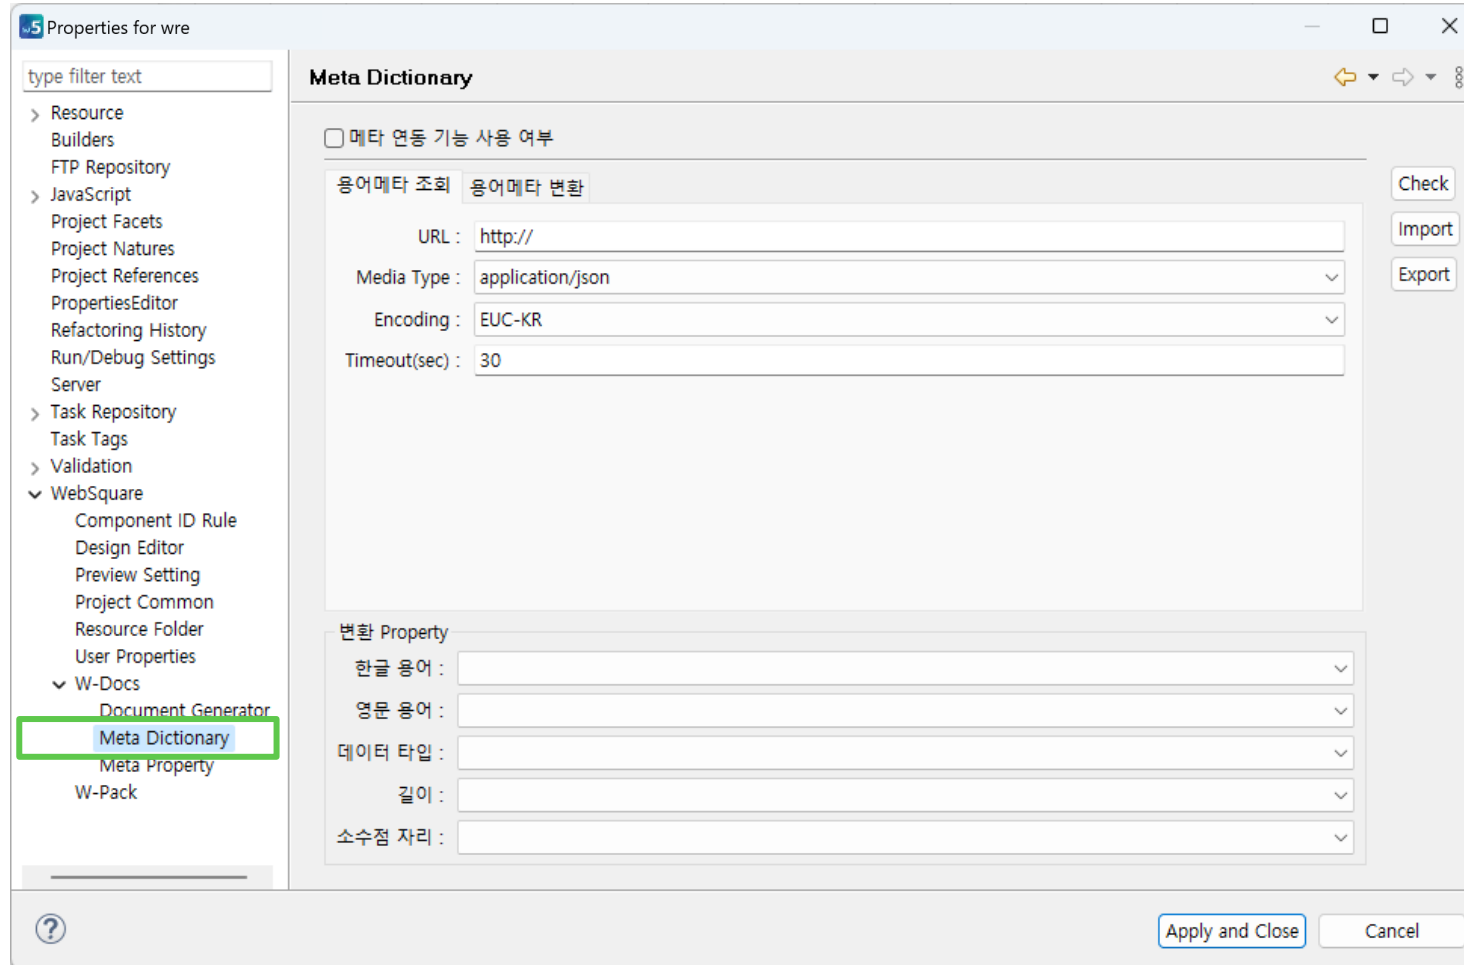 W5 Properties for wre
type filter text
Resource
Builders
FTP Repository
JavaScript
Project Facets
Project Natures
Project References
PropertiesEditor
Refactoring History
Run/Debug Settings
Server
Task Repository
Task Tags
Validation
WebSquare
Component ID Rule
Design Editor
Preview Setting
Project Common
Resource Folder
User Properties
W-Docs
Document Generator
Meta Dictionary
Meta Property
W-Pack
Meta Dictionary
메타 연동 기능 사용 여부
용어메타 조회 용어메타 변환
URL : http://
Media Type : application/json
Encoding : EUC-KR
Timeout(sec) : 30
Check
Import
Export
변환 Property
한글 용어 :
영문 용어 :
데이터 타입 :
길이 :
소수점 자리 :
?
Apply and Close Cancel